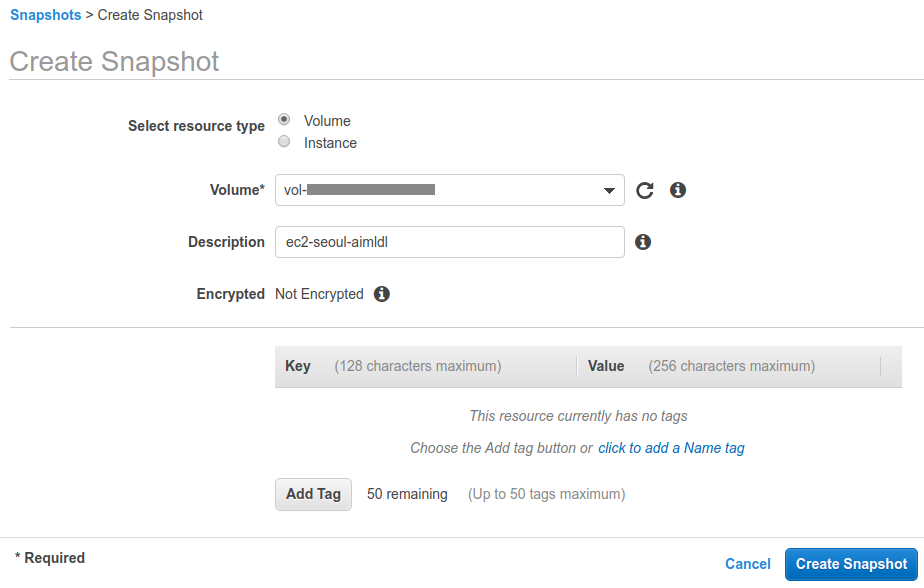 Snapshots > Create Snapshot
Create Snapshot
Select resource type
Volume
Instance
Volume* vol-
Description ec2-seoul-aimldl
Encrypted Not Encrypted
Key (128 characters maximum) Value (256 characters maximum)
This resource currently has no tags
Choose the Add tag button or click to add a Name tag
Add Tag 50 remaining (Up to 50 tags maximum)
* Required
Cancel Create Snapshot